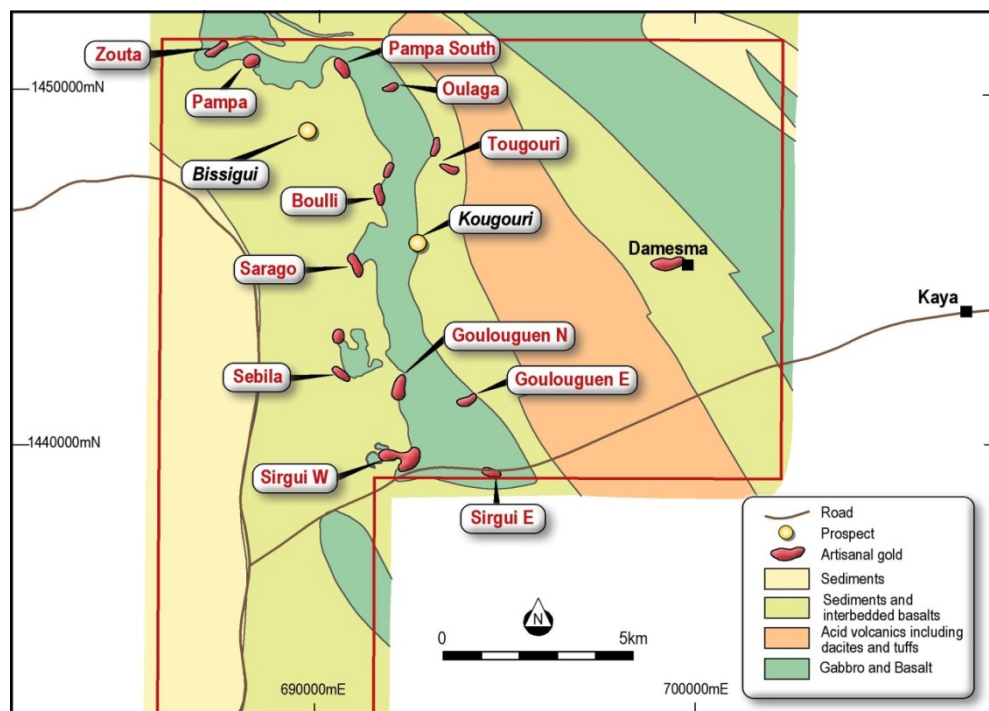 Zouta
Pampa South
1450000mN
Pampa
Oulaga
Bissigui
Tougouri
Boulli
Kougouri
Sarago
Damesma
Kaya
Goulouguen N
Sebila
Goulouguen E
1440000mN
Sirgui W
Sirgui E
Road
Prospect
Artisanal gold
Sediments
Sediments and
interbedded basalts
Acid volcanics including
dacites and tuffs
Gabbro and Basalt
N
0 5km
690000mE
700000mE